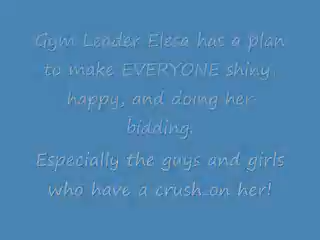 Gym Leader Elesa has a plan
to make EVERYONE shiny
happy, and doing her
bidding.
Especially the guys and girls
who have a crush on her!